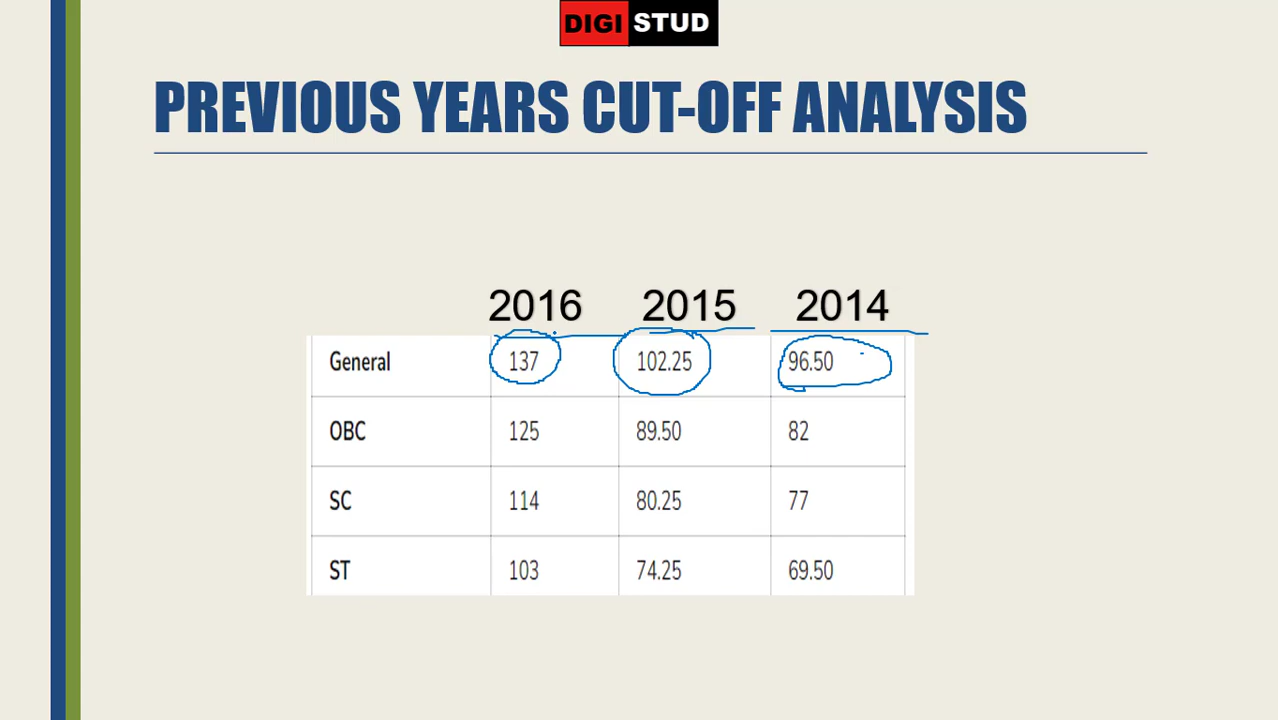 DIGI STUD
PREVIOUS YEARS CUT-OFF ANALYSIS
2016 2015 2014
General 137 102.25 96.50
OBC 125 89.50 82
SC 114 80.25 77
ST 103 74.25 69.50